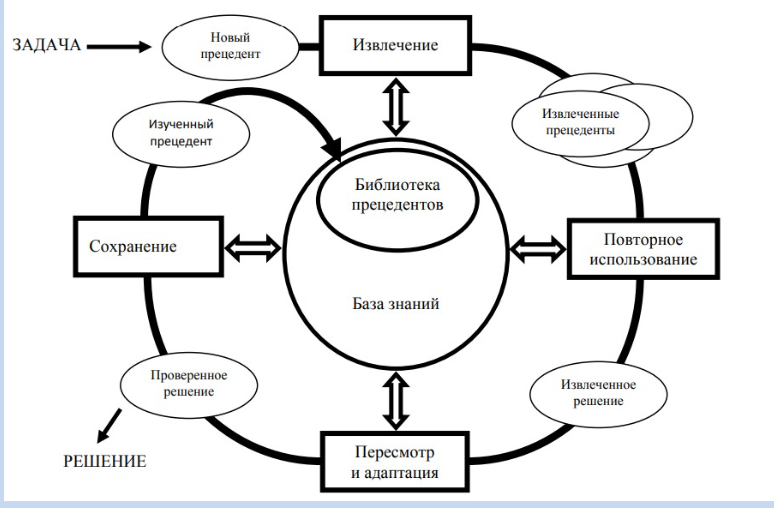 ЗАДАЧА
Новый
прецедент
Извлечение
Извлеченные
прецеденты
Изученный
прецедент
Библиотека
прецедентов
Сохранение
Повторное
использование
База знаний
Проверенное
решение
Извлеченное
решение
РЕШЕНИЕ
Пересмотр
и адаптация